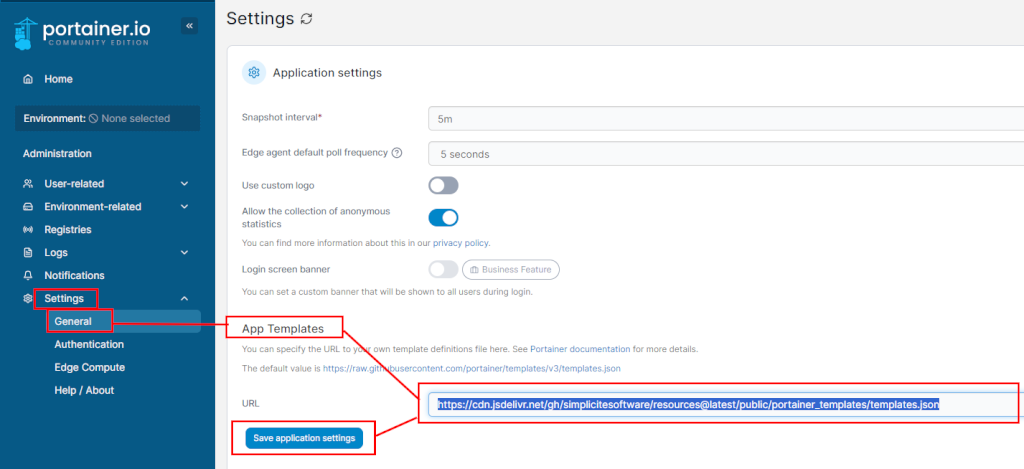 portainer.io
COMMUNITY EDITION
«
Home
Environment: None selected
Administration
User-related
Environment-related
Registries
Logs
Notifications
Settings
General
Authentication
Edge Compute
Help / About
Settings
Application settings
Snapshot interval*
5m
Edge agent default poll frequency ?
5 seconds
Use custom logo
Allow the collection of anonymous
statistics
You can find more information about this in our privacy policy.
Login screen banner
Business Feature
You can set a custom banner that will be shown to all users during login.
App Templates
You can specify the URL to your own template definitions file here. See Portainer documentation for more details.
The default value is https://raw.githubusercontent.com/portainer/templates/v3/templates.json
URL
https://cdn.jsdelivr.net/gh/simplicitesoftware/resources@latest/public/portainer_templates/templates.json
Save application settings